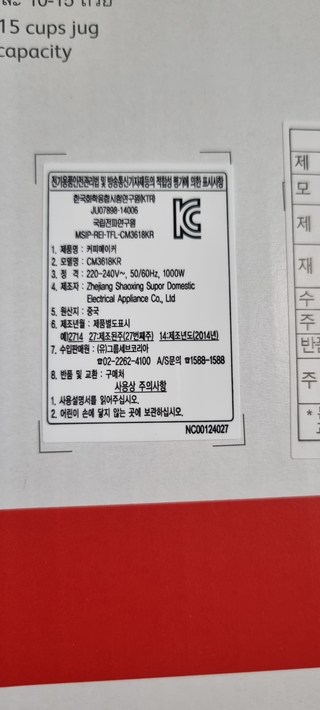 ละ 10-15 ถ้วย
15 cups jug
capacity
전기용품안전관리법 및 방송통신기자재등의 적합성 평가에 의한 표시사항
한국화학융합시험연구원(KTR)
JU07898-14006
국립전파연구원
MSIP-REI-TFL-CM3618KR
1. 제품명 : 커피메이커
2. 모델명 : CM3618KR
3. 정 격 : 220-240V~, 50/60Hz, 1000W
4. 제조자 : Zhejiang Shaoxing Supor Domestic
Electrical Appliance Co., Ltd
5. 원산지 : 중국
6. 제조년월 : 제품별도표시
예)2714 27:제조된주(27번째주) 14:제조년도(2014년)
7. 수입판매원 : (유)그룹세브코리아
☎02-2262-4100 A/S문의 ☎1588-1588
8. 반품 및 교환 : 구매처
사용상 주의사항
1. 사용설명서를 읽어주십시오.
2. 어린이 손에 닿지 않는 곳에 보관하십시오.
NC00124027
제
모
제
재
수
주
반품
주
*